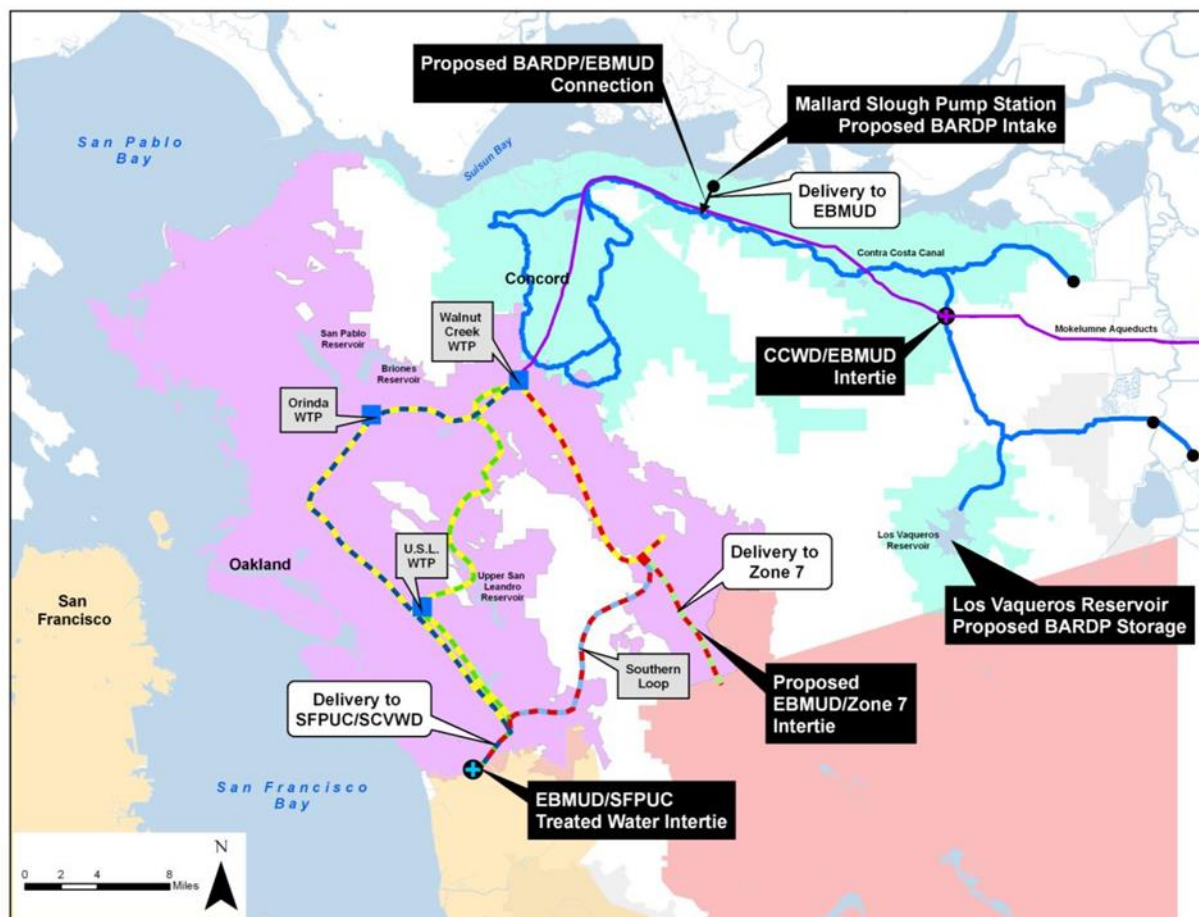 Proposed BARDP/EBMUD
Connection
Mallard Slough Pump Station
Proposed BARDP Intake
San Pablo
Bay
Suisun Bay
Delivery to
EBMUD
Contra Costa Canal
Concord
San Pablo
Reservoir
Walnut
Creek
WTP
Mokelumne Aqueducts
CCWD/EBMUD
Intertie
Briones
Reservoir
Orinda
WTP
Los Vaqueros
Reservoir
Delivery to
Zone 7
U.S.L.
WTP
Oakland
Upper San
Leandro
Reservoir
San
Francisco
Los Vaqueros Reservoir
Proposed BARDP Storage
Southern
Loop
Proposed
EBMUD/Zone 7
Intertie
Delivery to
SFPUC/SCVWD
San Francisco
Bay
EBMUD/SFPUC
Treated Water Intertie
N
0 2 4 8
Miles